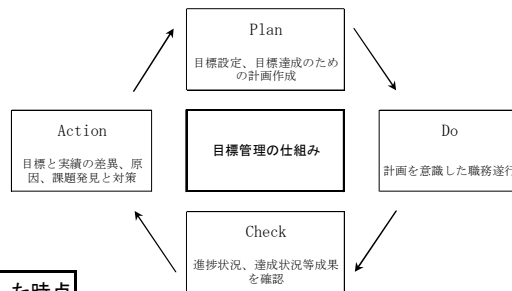 Plan
目標設定、目標達成のため
の計画作成
Action
目標と実績の差異、原
因、課題発見と対策
目標管理の仕組み
Do
計画を意識した職務遂行
Check
進捗状況、達成状況等成果
を確認
た時点